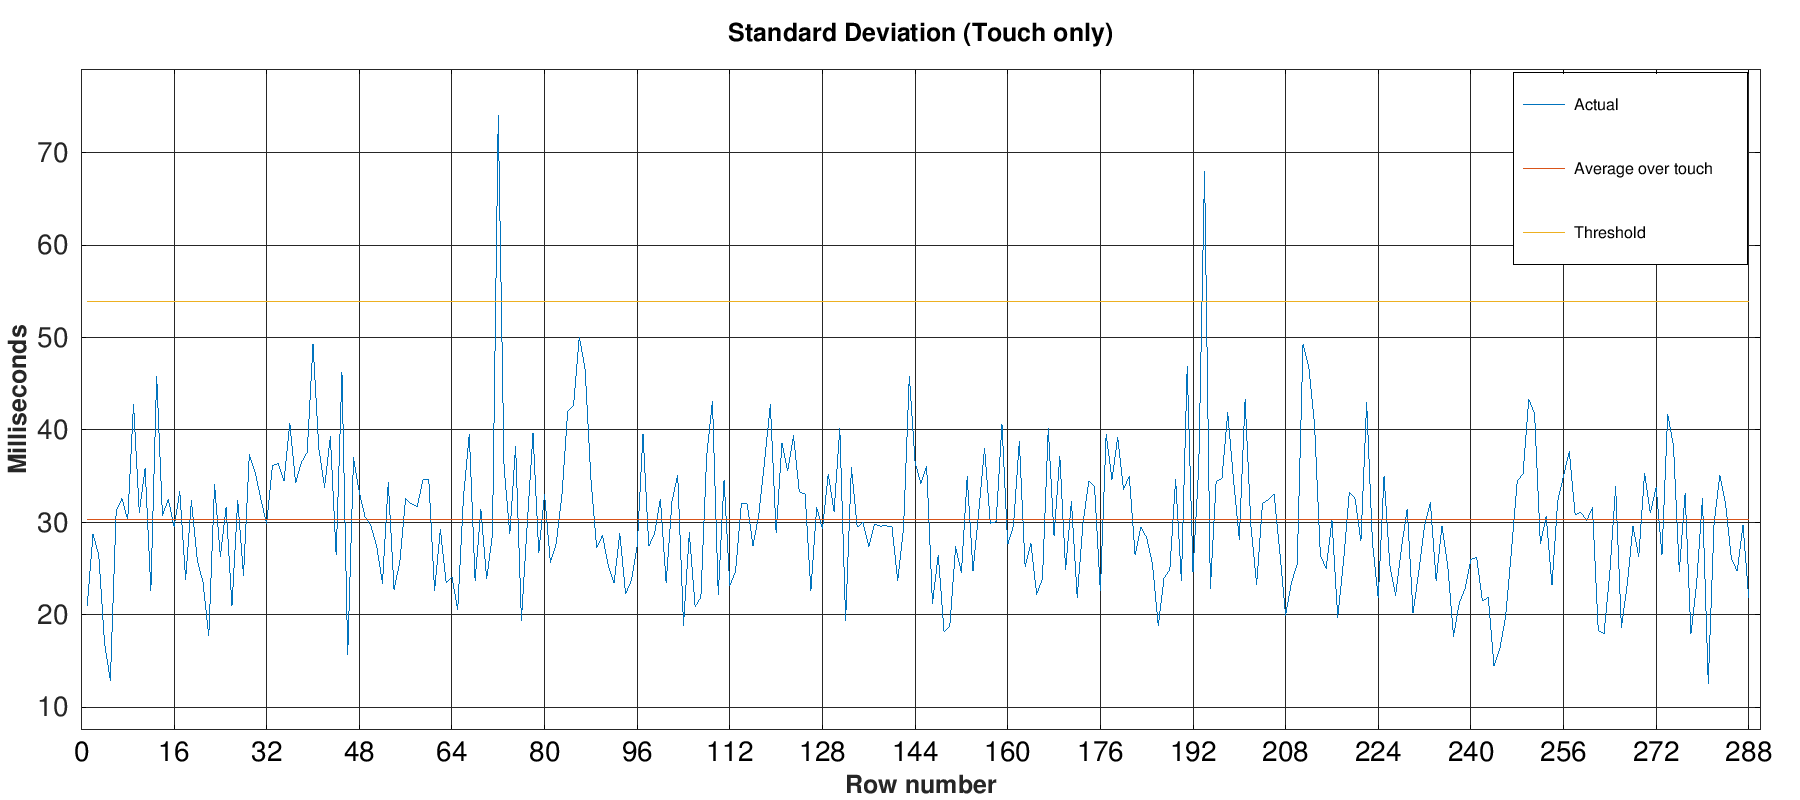 Standard Deviation (Touch only)
Actual
Average over touch
Threshold
Milliseconds
70
60
50
40
30
20
10
0 16 32 48 64 80 96 112 128 144 160 176 192 208 224 240 256 272 288
Row number